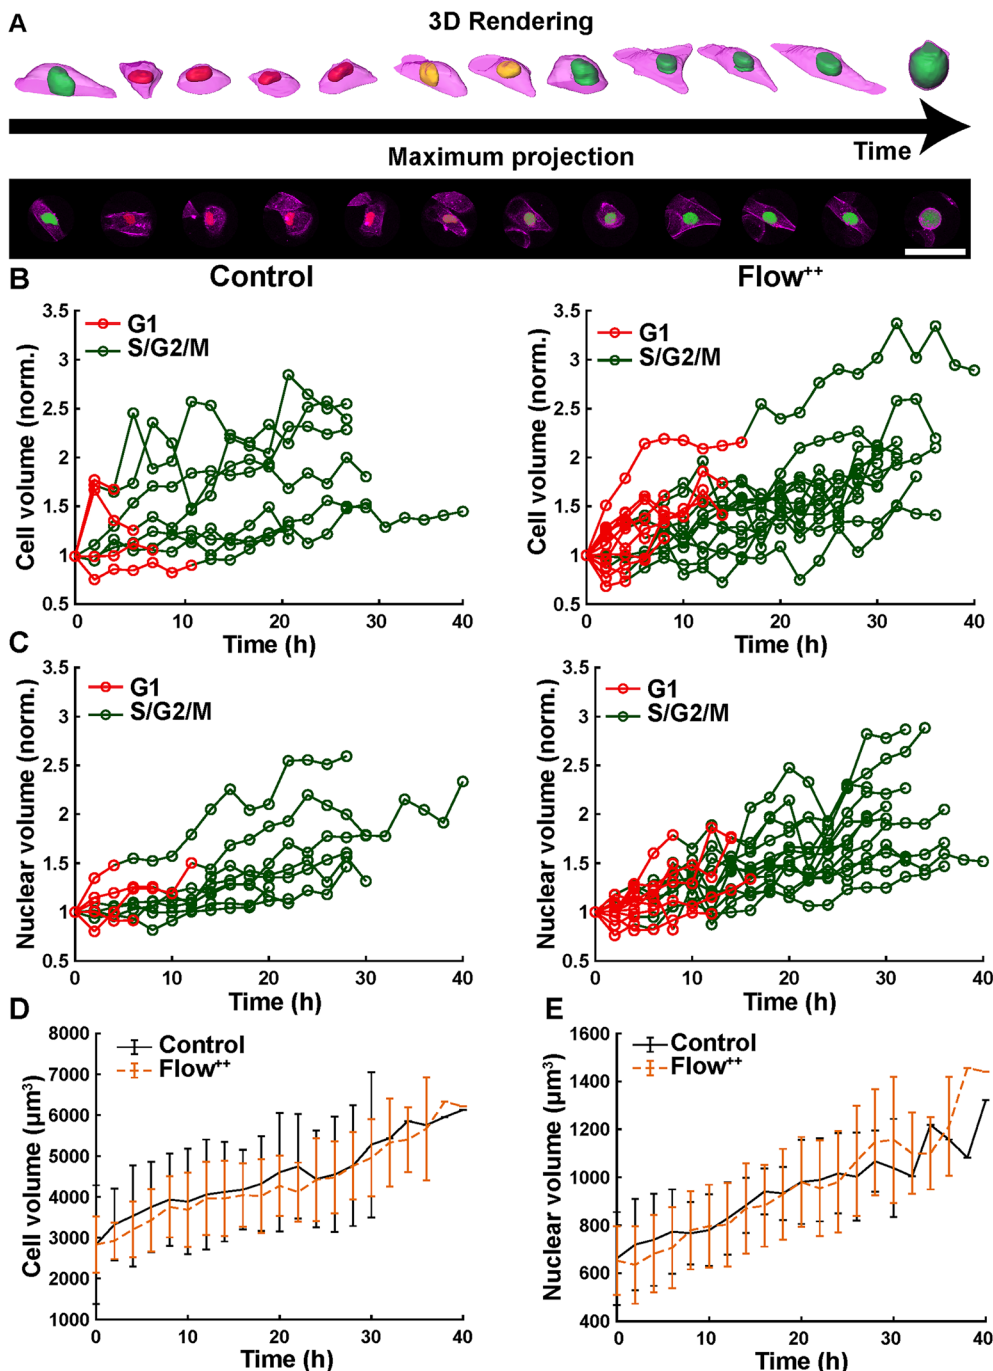 A
3D Rendering
Time
Maximum projection
B
Control
Flow++
Cell volume (norm.)
3.5
3
2.5
2
1.5
1
0.5
G1
S/G2/M
0
10
20
30
40
Time (h)
Cell volume (norm.)
3.5
3
2.5
2
1.5
1
0.5
G1
S/G2/M
0
10
20
30
40
Time (h)
C
Nuclear volume (norm.)
3.5
3
2.5
2
1.5
1
0.5
G1
S/G2/M
0
10
20
30
40
Time (h)
Nuclear volume (norm.)
3.5
3
2.5
2
1.5
1
0.5
G1
S/G2/M
0
10
20
30
40
Time (h)
D
Cell volume (µm³)
8000
7000
6000
5000
4000
3000
2000
1000
Control
Flow++
0
10
20
30
40
Time (h)
E
Nuclear volume (µm³)
1600
1400
1200
1000
800
600
400
Control
Flow++
0
10
20
30
40
Time (h)